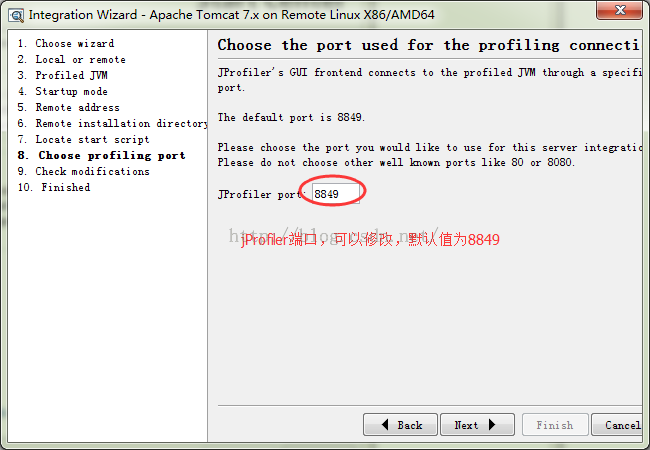 Integration Wizard - Apache Tomcat 7.x on Remote Linux X86/AMD64
1. Choose wizard
2. Local or remote
3. Profiled JVM
4. Startup mode
5. Remote address
6. Remote installation directory
7. Locate start script
8. Choose profiling port
9. Check modifications
10. Finished
Choose the port used for the profiling connecti
JProfiler's GUI frontend connects to the profiled JVM through a specifi
port.
The default port is 8849.
Please choose the port you would like to use for this server integratio
Please do not choose other well known ports like 80 or 8080.
JProfiler port: 8849
http://blog.csdn.net/
jProfiler端口，可以修改，默认值为8849
Back
Next
Finish
Cancel